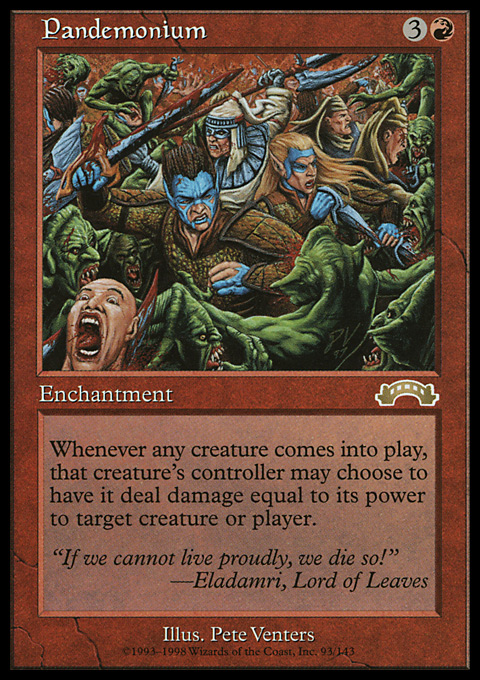 Pandemonium 3
Enchantment
Whenever any creature comes into play,
that creature's controller may choose to
have it deal damage equal to its power
to target creature or player.
“If we cannot live proudly, we die so!”
—Eladamri, Lord of Leaves
Illus. Pete Venters
©1993–1998 Wizards of the Coast, Inc. 93/143